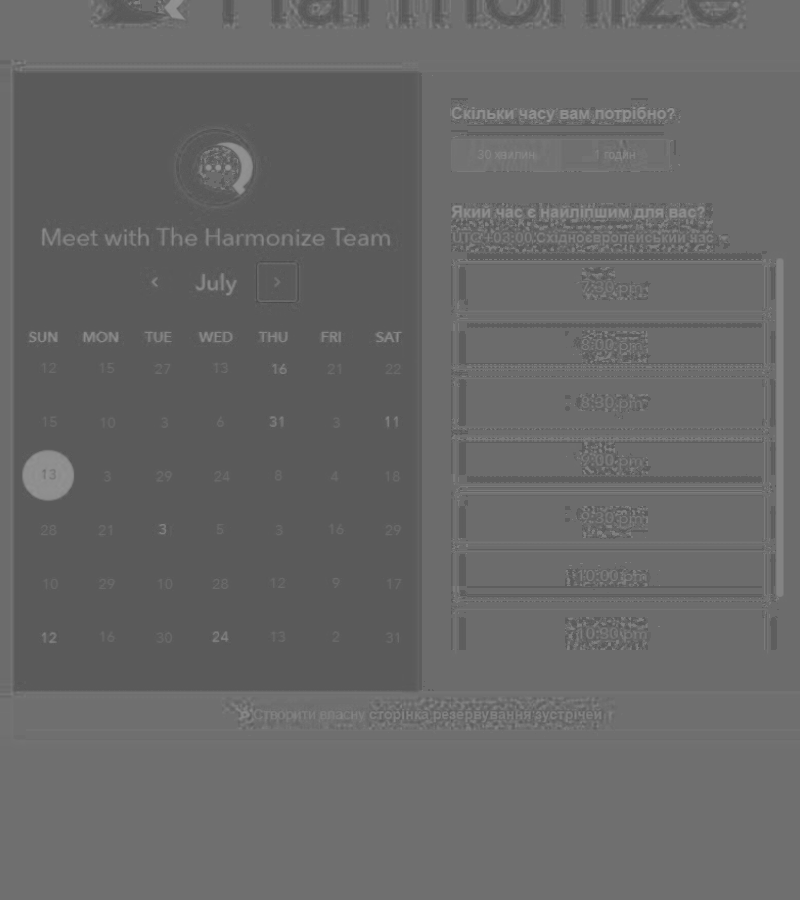 Harmonize
Meet with The Harmonize Team
July
SUN MON TUE WED THU FRI SAT
12 15 27 13 16 21 22
15 10 3 6 31 3 11
13 3 29 24 8 4 18
28 21 3 5 3 16 29
10 29 10 28 12 9 17
12 16 30 24 13 2 31
Скільки часу вам потрібно?
30 хвилин 1 годин
Який час є найліпшим для вас?
UTC +03:00 Східноєвропейський час
7:30 pm
8:00 pm
8:30 pm
9:00 pm
9:30 pm
10:00 pm
10:30 pm
Створити власну сторінка резервування зустрічей